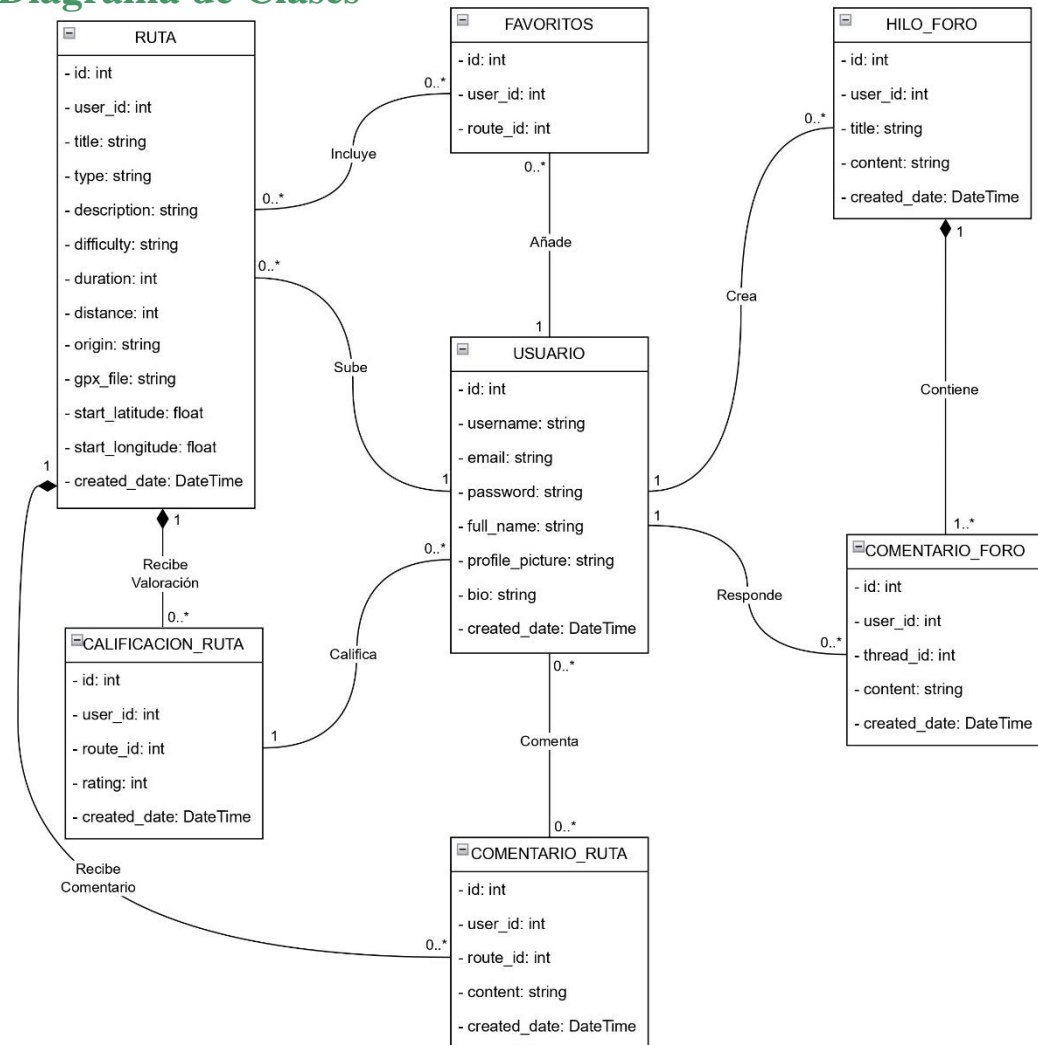 Diagrama de Clases
RUTA
- id: int
- user_id: int
- title: string
- type: string
- description: string
- difficulty: string
- duration: int
- distance: int
- origin: string
- gpx_file: string
- start_latitude: float
- start_longitude: float
- created_date: DateTime
FAVORITOS
- id: int
- user_id: int
- route_id: int
HILO_FORO
- id: int
- user_id: int
- title: string
- content: string
- created_date: DateTime
0..*
Incluye
0..*
0..*
Añade
1
0..*
Sube
1
0..*
Crea
1
1
Contiene
1..*
USUARIO
- id: int
- username: string
- email: string
- password: string
- full_name: string
- profile_picture: string
- bio: string
- created_date: DateTime
1
Responde
0..*
COMENTARIO_FORO
- id: int
- user_id: int
- thread_id: int
- content: string
- created_date: DateTime
1
1
Recibe
Valoración
0..*
CALIFICACION_RUTA
- id: int
- user_id: int
- route_id: int
- rating: int
- created_date: DateTime
0..*
Califica
1
0..*
Comenta
0..*
Recibe
Comentario
0..*
COMENTARIO_RUTA
- id: int
- user_id: int
- route_id: int
- content: string
- created_date: DateTime